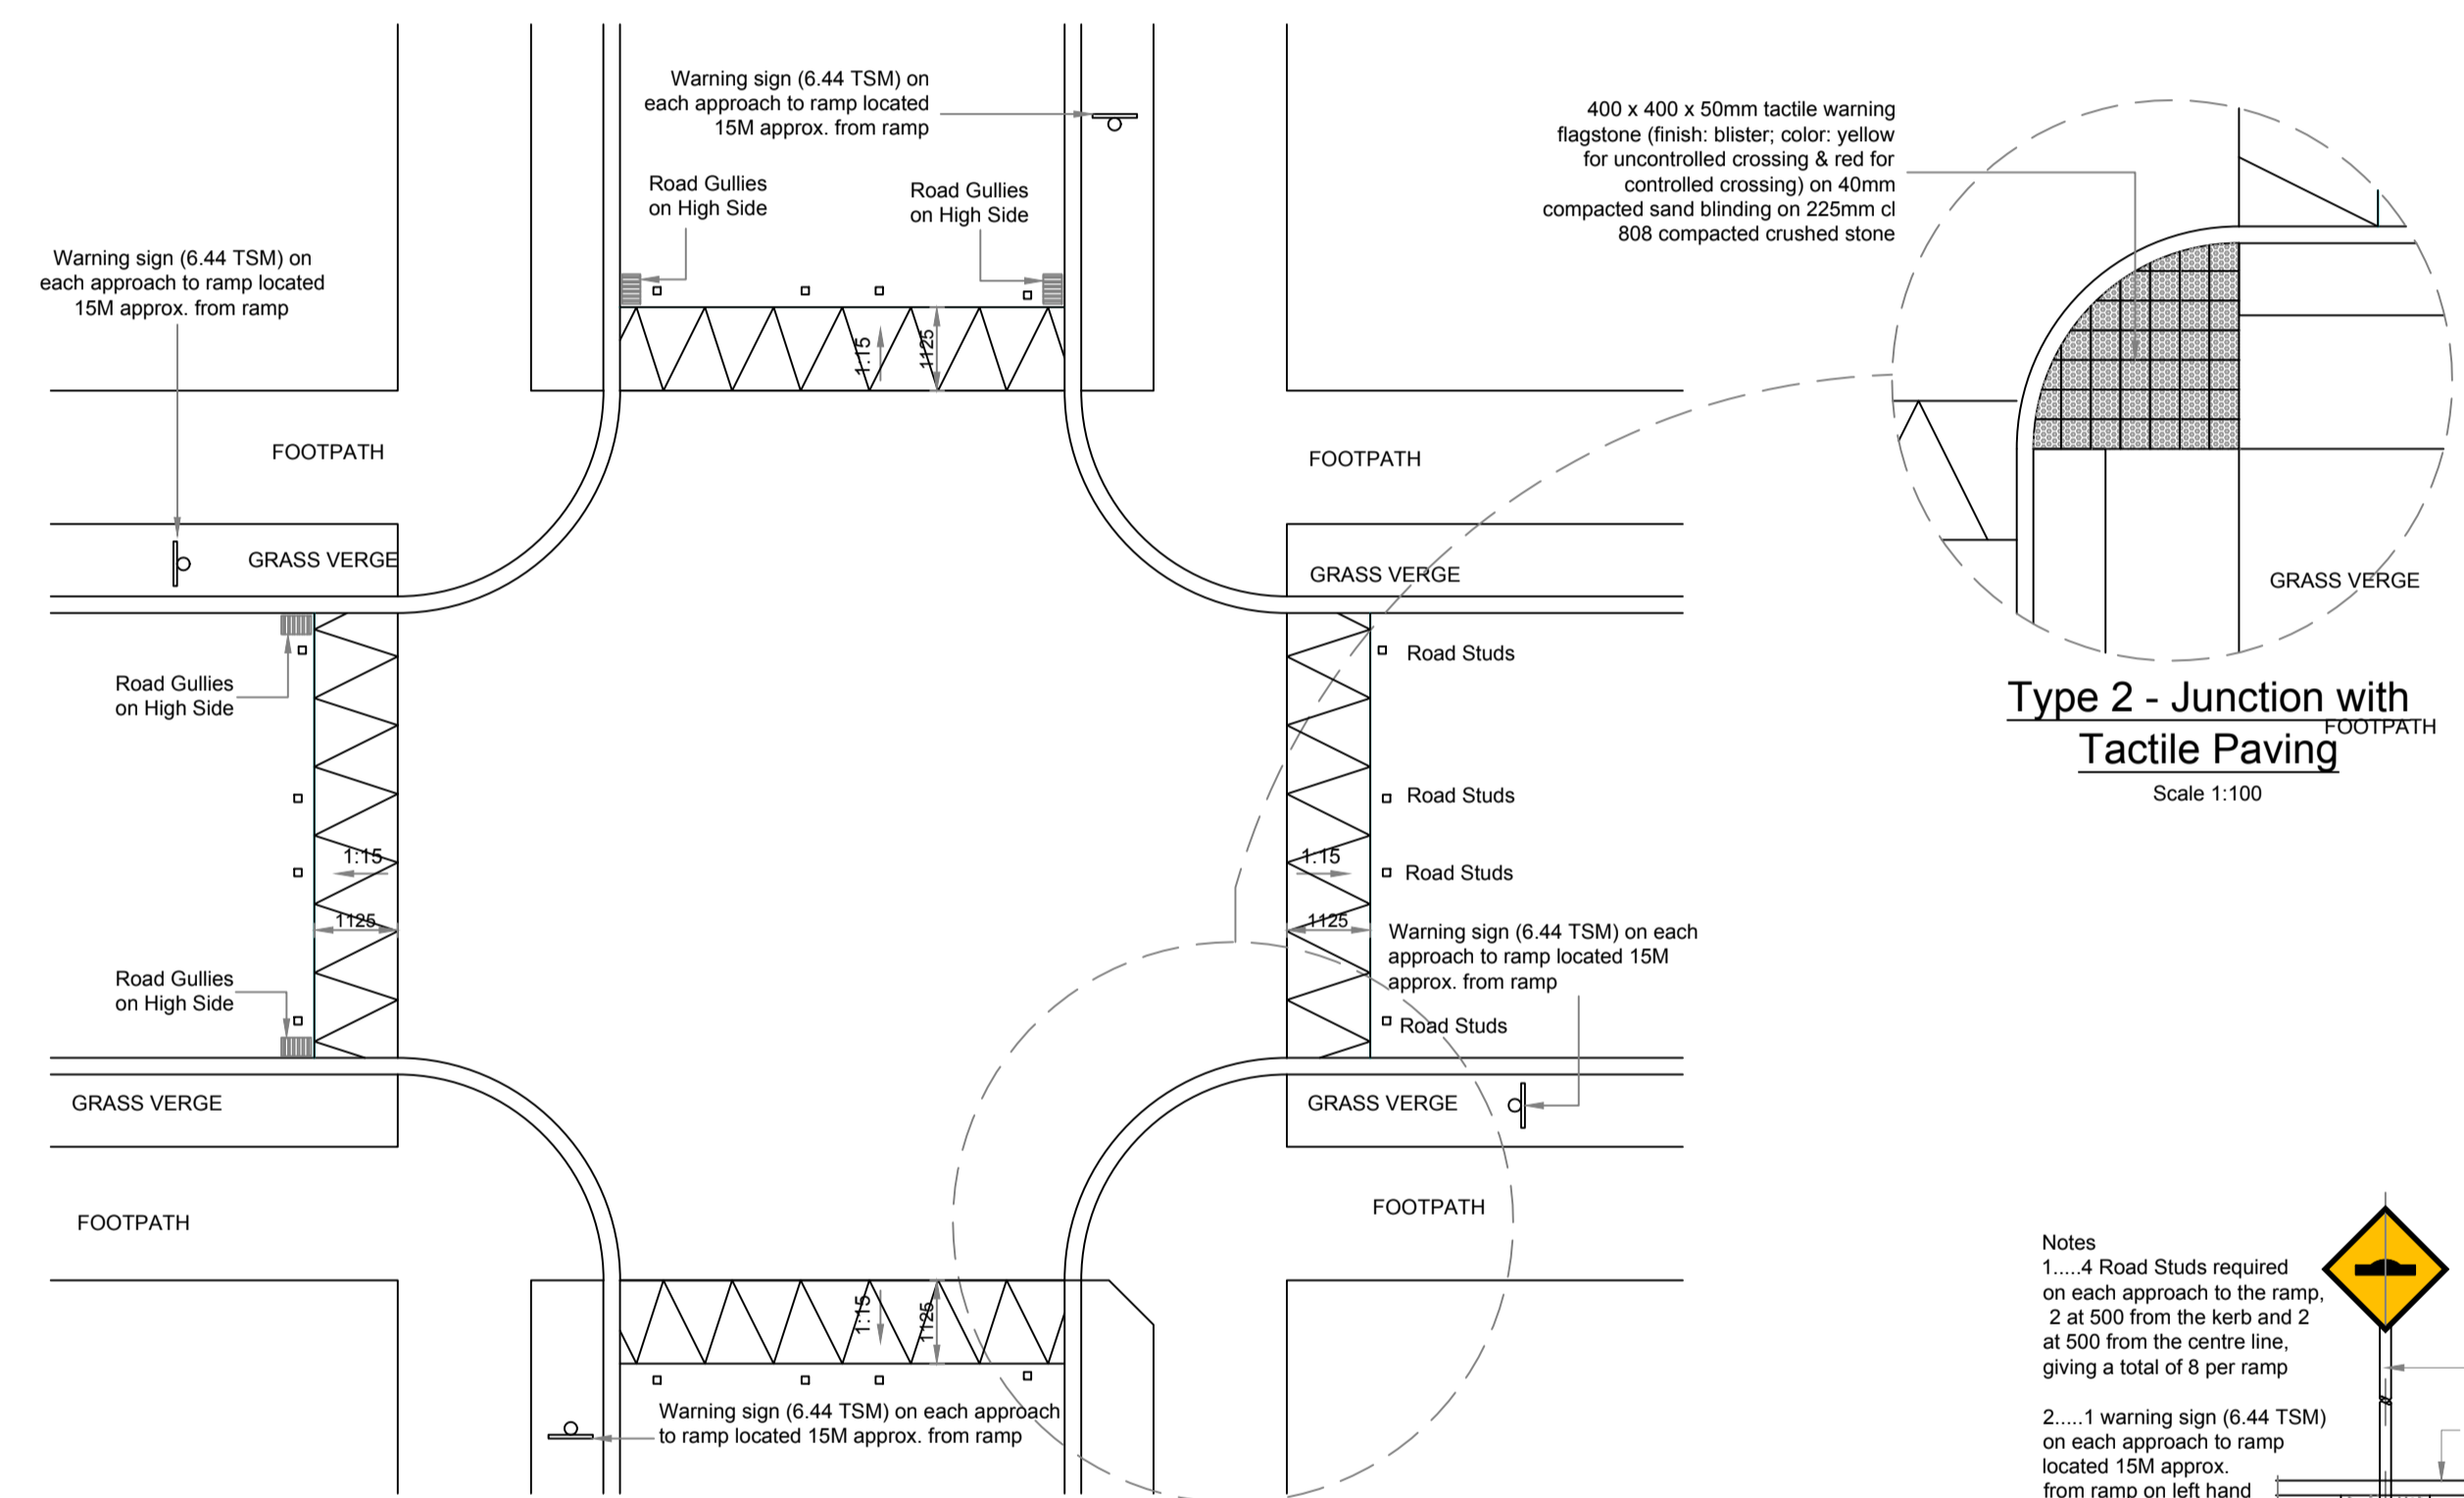 Warning sign (6.44 TSM) on
each approach to ramp located
15M approx. from ramp
Road Gullies
on High Side
Road Gullies
on High Side
Warning sign (6.44 TSM) on
each approach to ramp located
15M approx. from ramp
1:15
1125
FOOTPATH
FOOTPATH
GRASS VERGE
GRASS VERGE
Road Gullies
on High Side
Road Studs
Road Studs
1:15
1:15
Road Studs
1125
1125
Warning sign (6.44 TSM) on each
approach to ramp located 15M
approx. from ramp
Road Gullies
on High Side
Road Studs
GRASS VERGE
GRASS VERGE
FOOTPATH
FOOTPATH
1:15
1125
Warning sign (6.44 TSM) on each approach
to ramp located 15M approx. from ramp
400 x 400 x 50mm tactile warning
flagstone (finish: blister; color: yellow
for uncontrolled crossing & red for
controlled crossing) on 40mm
compacted sand blinding on 225mm cl
808 compacted crushed stone
GRASS VERGE
Type 2 - Junction with
FOOTPATH
Tactile Paving
Scale 1:100
Notes
1.....4 Road Studs required
on each approach to the ramp,
2 at 500 from the kerb and 2
at 500 from the centre line,
giving a total of 8 per ramp
2.....1 warning sign (6.44 TSM)
on each approach to ramp
located 15M approx.
from ramp on left hand